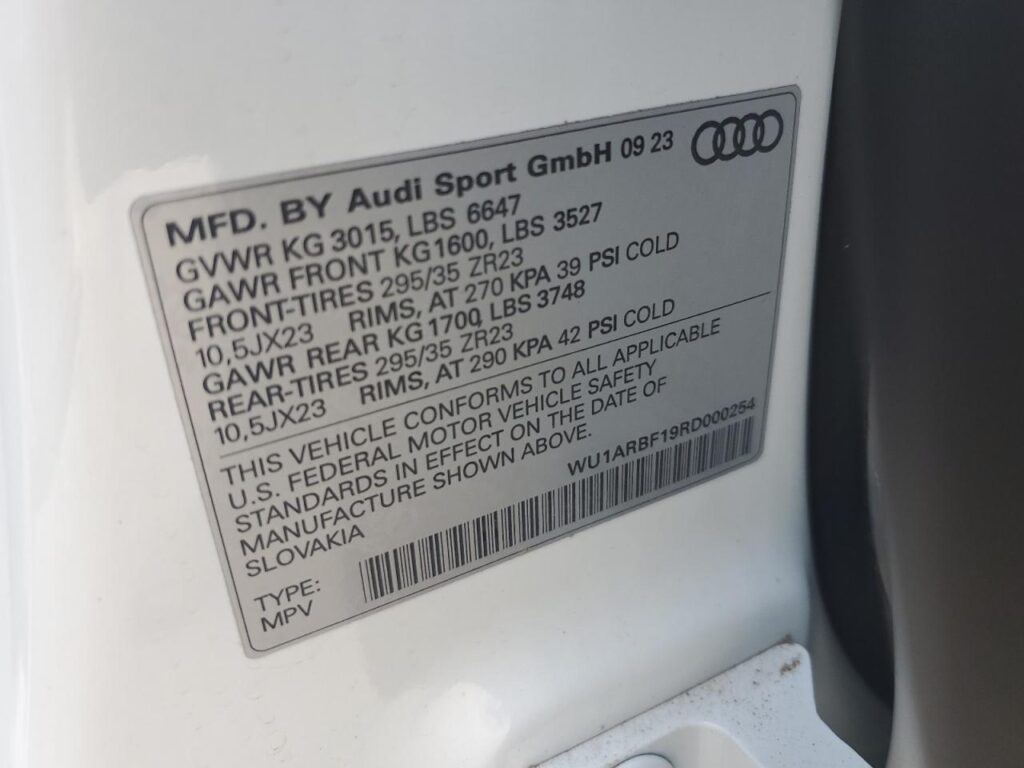 MFD. BY Audi Sport GmbH 09 23
GVWR KG 3015, LBS 6647
GAWR FRONT KG1600, LBS 3527
FRONT-TIRES 295/35 ZR23
10,5JX23 RIMS, AT 270 KPA 39 PSI COLD
GAWR REAR KG 1700, LBS 3748
REAR-TIRES 295/35 ZR23
10,5JX23 RIMS, AT 290 KPA 42 PSI COLD
THIS VEHICLE CONFORMS TO ALL APPLICABLE
U.S. FEDERAL MOTOR VEHICLE SAFETY
STANDARDS IN EFFECT ON THE DATE OF
MANUFACTURE SHOWN ABOVE.
SLOVAKIA
WU1ARBF19RD000254
TYPE:
MPV